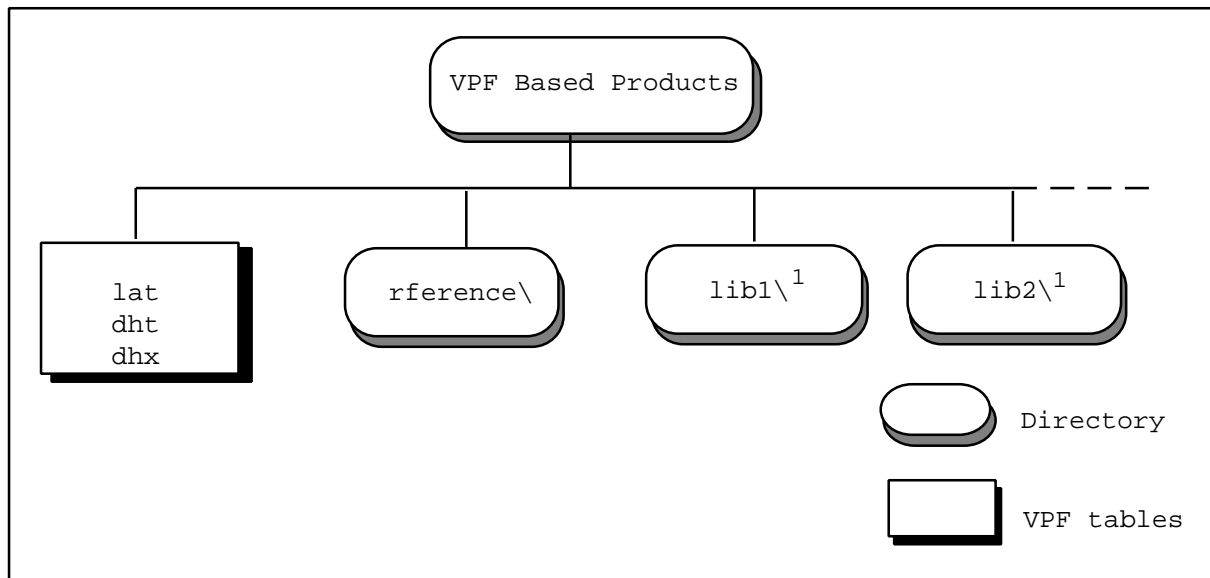 VPF Based Products
lat
dht
dhx
rference\
lib1\1
lib2\1
Directory
VPF tables